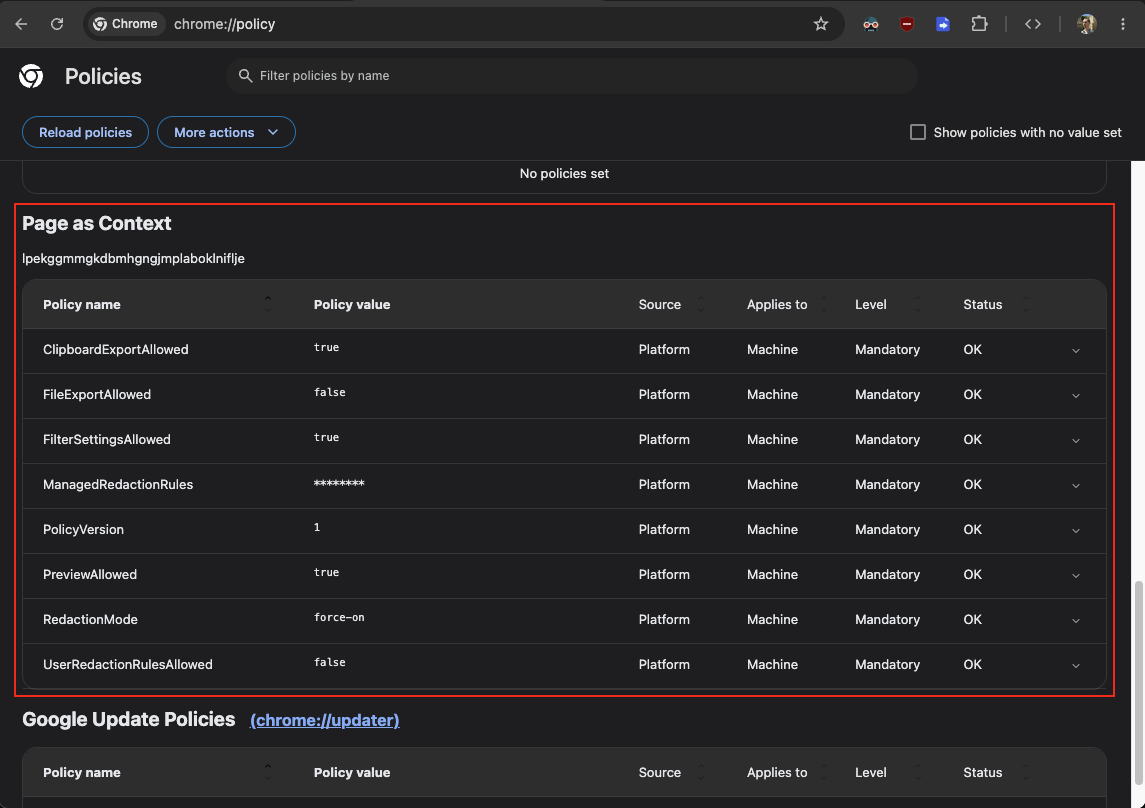 Chrome chrome://policy
Policies Filter policies by name
Reload policies More actions Show policies with no value set
No policies set
Page as Context
lpekggmmgkdbmhgngjmplaboklniflje
Policy name Policy value Source Applies to Level Status
ClipboardExportAllowed true Platform Machine Mandatory OK
FileExportAllowed false Platform Machine Mandatory OK
FilterSettingsAllowed true Platform Machine Mandatory OK
ManagedRedactionRules ******** Platform Machine Mandatory OK
PolicyVersion 1 Platform Machine Mandatory OK
PreviewAllowed true Platform Machine Mandatory OK
RedactionMode force-on Platform Machine Mandatory OK
UserRedactionRulesAllowed false Platform Machine Mandatory OK
Google Update Policies (chrome://updater)
Policy name Policy value Source Applies to Level Status